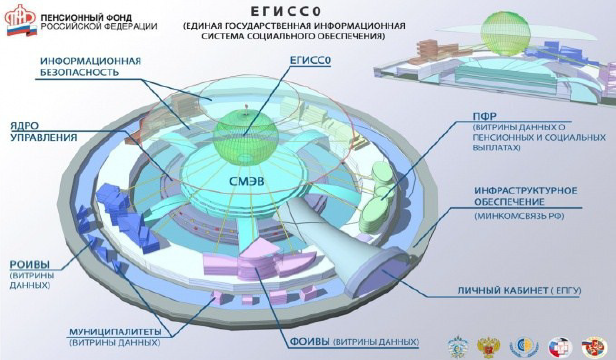 ПЕНСИОННЫЙ ФОНД
РОССИЙСКОЙ ФЕДЕРАЦИИ
ЕГИССО
(ЕДИНАЯ ГОСУДАРСТВЕННАЯ ИНФОРМАЦИОННАЯ
СИСТЕМА СОЦИАЛЬНОГО ОБЕСПЕЧЕНИЯ)
ИНФОРМАЦИОННАЯ
БЕЗОПАСНОСТЬ
ЕГИССО
ЯДРО
УПРАВЛЕНИЯ
ПФР
(ВИТРИНЫ ДАННЫХ О
ПЕНСИОННЫХ И СОЦИАЛЬНЫХ
ВЫПЛАТАХ)
СМЭВ
ИНФРАСТРУКТУРНОЕ
ОБЕСПЕЧЕНИЕ
(МИНКОМСВЯЗЬ РФ)
РОИВЫ
(ВИТРИНЫ
ДАННЫХ)
ЛИЧНЫЙ КАБИНЕТ ( ЕПГУ)
МУНИЦИПАЛИТЕТЫ
(ВИТРИНЫ ДАННЫХ)
ФОИВЫ (ВИТРИНЫ ДАННЫХ)